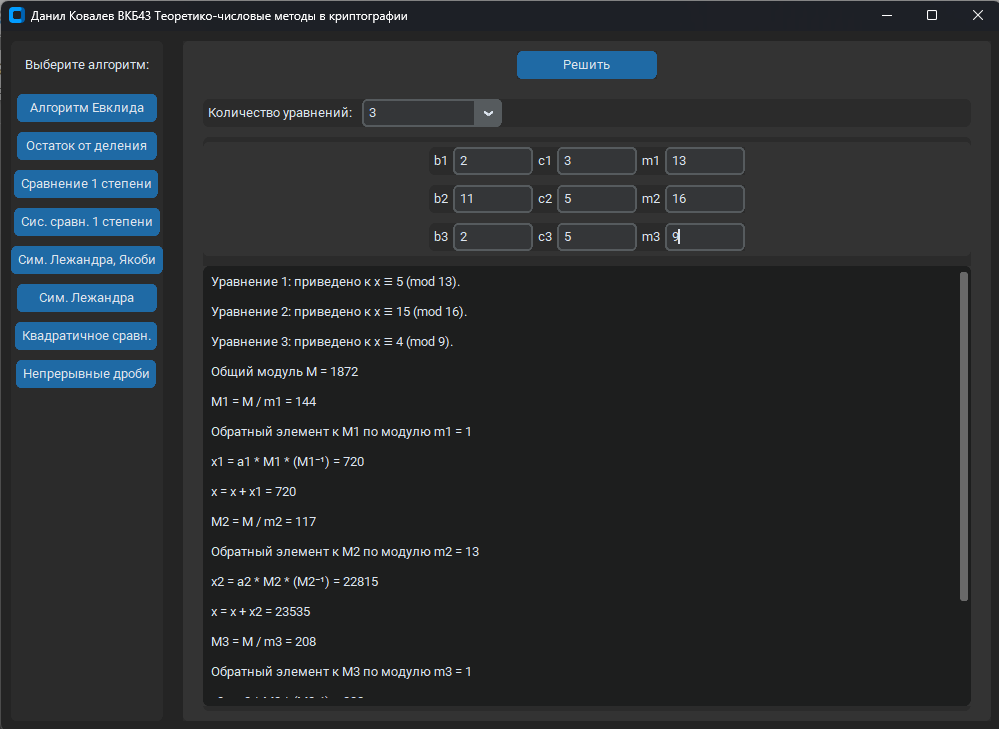 Данил Ковалев ВКБ43 Теоретико-числовые методы в криптографии
Выберите алгоритм:
Алгоритм Евклида
Остаток от деления
Сравнение 1 степени
Сис. сравн. 1 степени
Сим. Лежандра, Якоби
Сим. Лежандра
Квадратичное сравн.
Непрерывные дроби
Решить
Количество уравнений: 3
b1 2 c1 3 m1 13
b2 11 c2 5 m2 16
b3 2 c3 5 m3 9
Уравнение 1: приведено к x ≡ 5 (mod 13).
Уравнение 2: приведено к x ≡ 15 (mod 16).
Уравнение 3: приведено к x ≡ 4 (mod 9).
Общий модуль M = 1872
M1 = M / m1 = 144
Обратный элемент к M1 по модулю m1 = 1
x1 = a1 * M1 * (M1⁻¹) = 720
x = x + x1 = 720
M2 = M / m2 = 117
Обратный элемент к M2 по модулю m2 = 13
x2 = a2 * M2 * (M2⁻¹) = 22815
x = x + x2 = 23535
M3 = M / m3 = 208
Обратный элемент к M3 по модулю m3 = 1